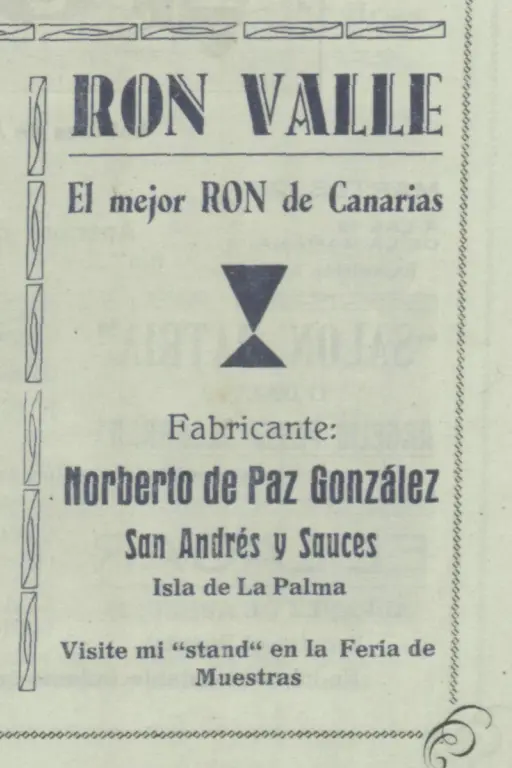 RON VALLE
El mejor RON de Canarias
Fabricante:
Norberto de Paz González
San Andrés y Sauces
Isla de La Palma
Visite mi “stand“ en la Feria de
Muestras